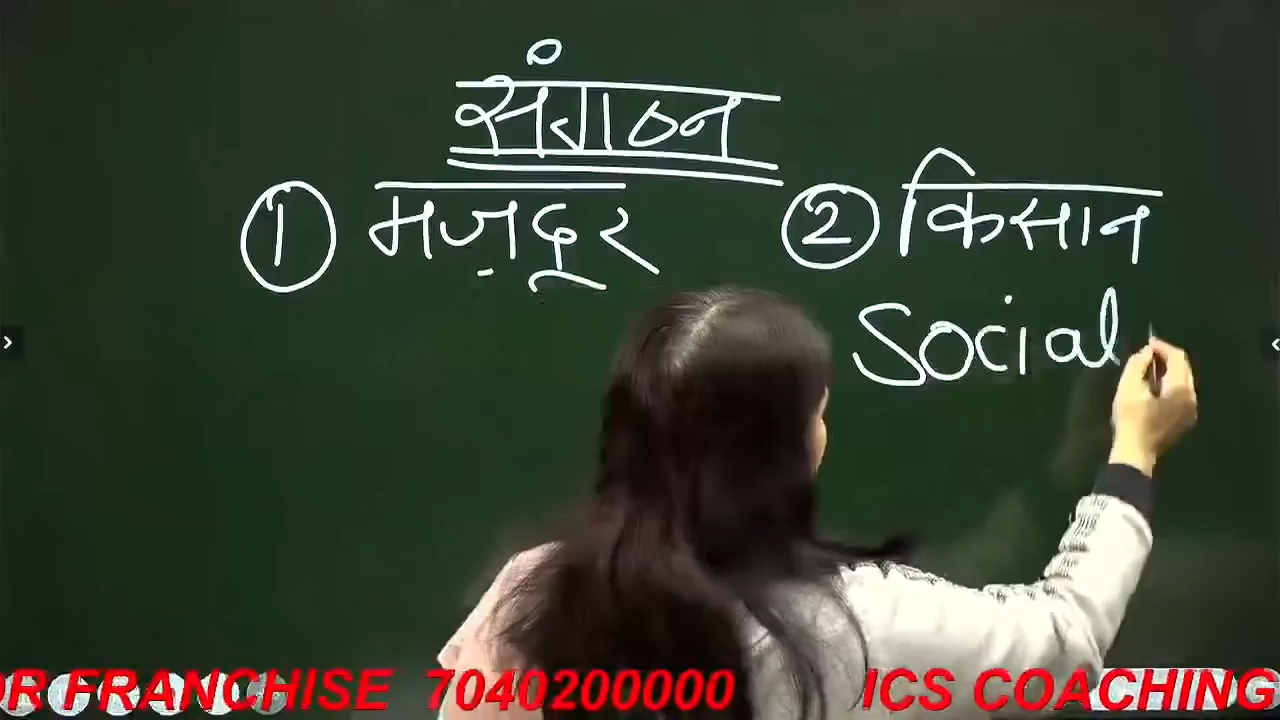 संगठन
① मज़दूर ② किसान
Social
OR FRANCHISE 7040200000 ICS COACHING